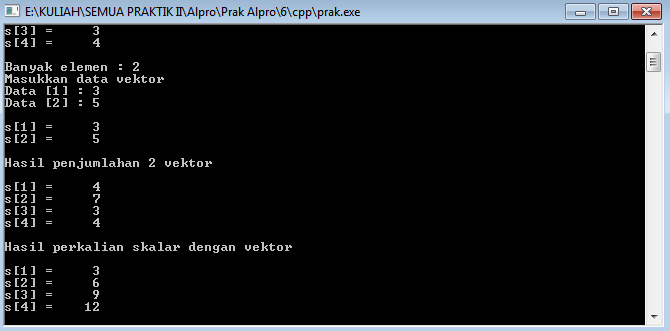 E:\KULIAH\SEMUA PRAKTIK II\Alpro\Prak Alpro\6\cpp\prak.exe
s[3] =     3
s[4] =     4
Banyak elemen : 2
Masukkan data vektor
Data [1] : 3
Data [2] : 5
s[1] =     3
s[2] =     5
Hasil penjumlahan 2 vektor
s[1] =     4
s[2] =     7
s[3] =     3
s[4] =     4
Hasil perkalian skalar dengan vektor
s[1] =     3
s[2] =     6
s[3] =     9
s[4] =    12